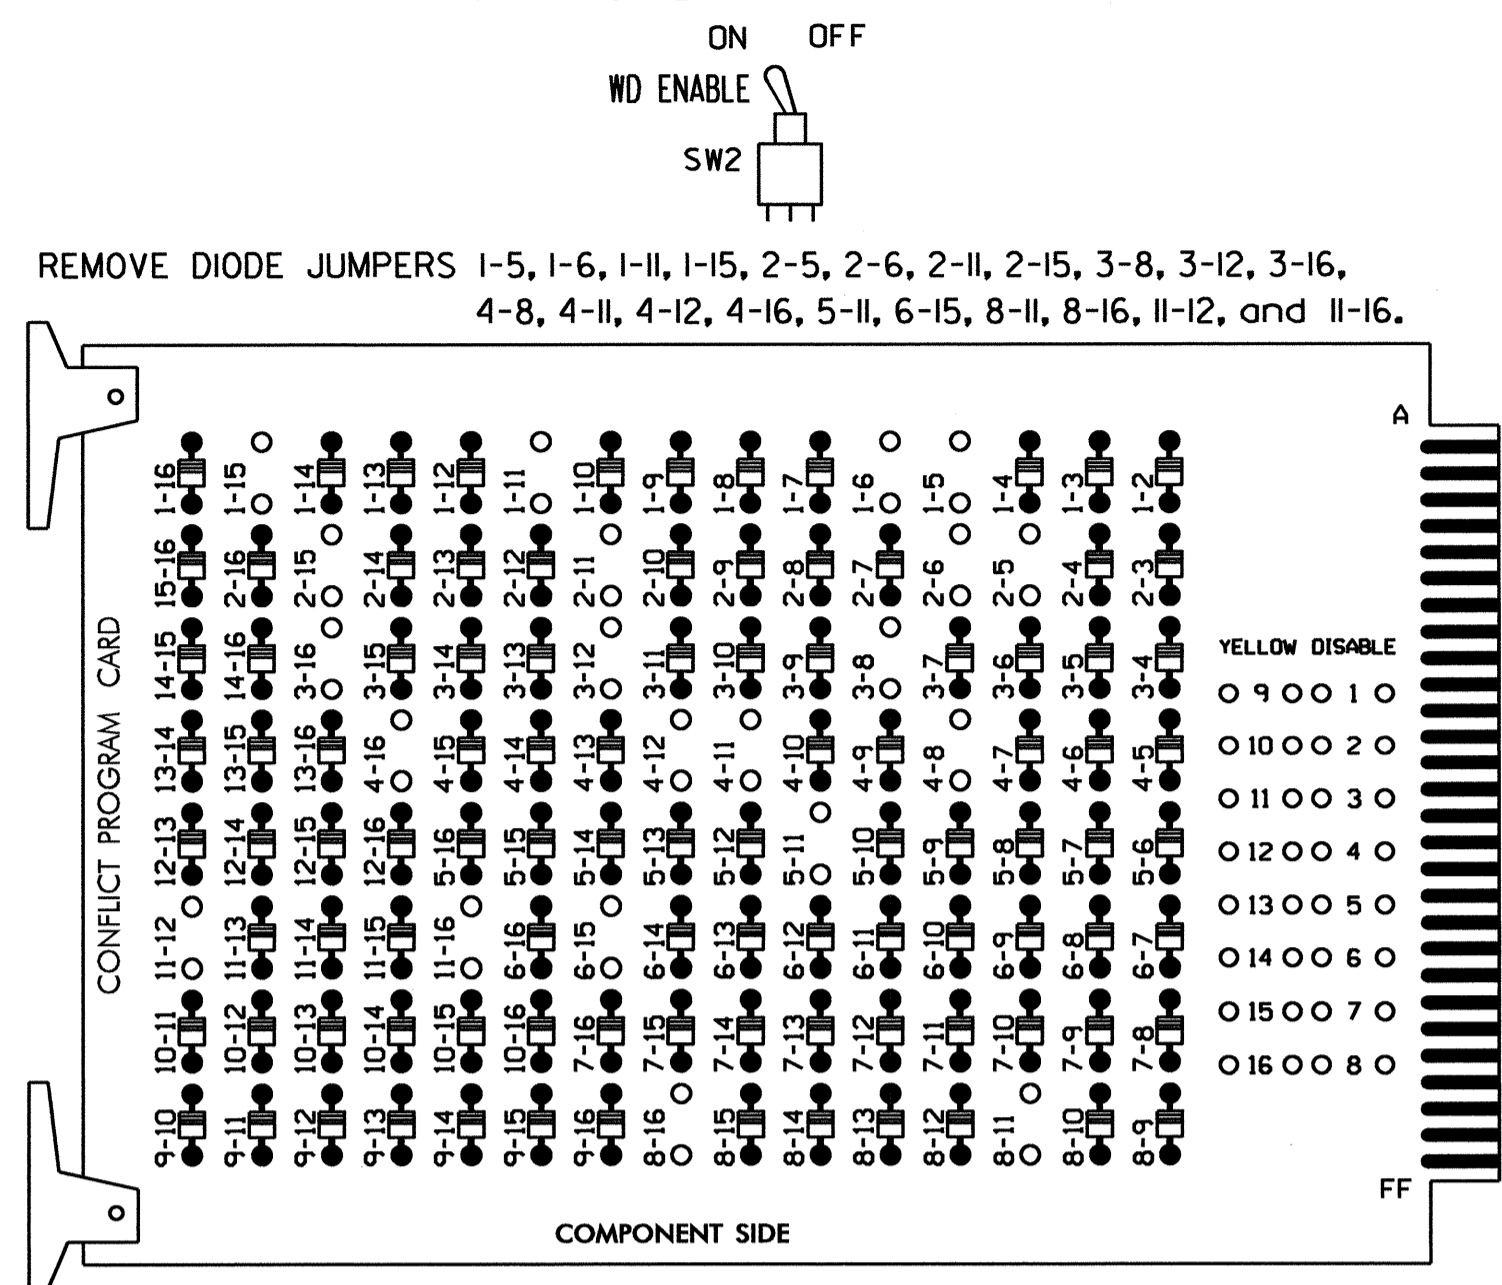 ON OFF
WD ENABLE
SW2
REMOVE DIODE JUMPERS 1-5, 1-6, 1-11, 1-15, 2-5, 2-6, 2-11, 2-15, 3-8, 3-12, 3-16,
4-8, 4-11, 4-12, 4-16, 5-11, 6-15, 8-11, 8-16, 11-12, and 11-16.
A
CONFLICT PROGRAM CARD
1-16 1-15 1-14 1-13 1-12 1-11 1-10 1-9 1-8 1-7 1-6 1-5 1-4 1-3 1-2
15-16 2-16 2-15 2-14 2-13 2-12 2-11 2-10 2-9 2-8 2-7 2-6 2-5 2-4 2-3
14-15 14-16 3-16 3-15 3-14 3-13 3-12 3-11 3-10 3-9 3-8 3-7 3-6 3-5 3-4
13-14 13-15 13-16 4-16 4-15 4-14 4-13 4-12 4-11 4-10 4-9 4-8 4-7 4-6 4-5
12-13 12-14 12-15 12-16 5-16 5-15 5-14 5-13 5-12 5-11 5-10 5-9 5-8 5-7 5-6
11-12 11-13 11-14 11-15 11-16 6-16 6-15 6-14 6-13 6-12 6-11 6-10 6-9 6-8 6-7
10-11 10-12 10-13 10-14 10-15 10-16 7-16 7-15 7-14 7-13 7-12 7-11 7-10 7-9 7-8
9-10 9-11 9-12 9-13 9-14 9-15 9-16 8-16 8-15 8-14 8-13 8-12 8-11 8-10 8-9
YELLOW DISABLE
9 1
10 2
11 3
12 4
13 5
14 6
15 7
16 8
FF
COMPONENT SIDE